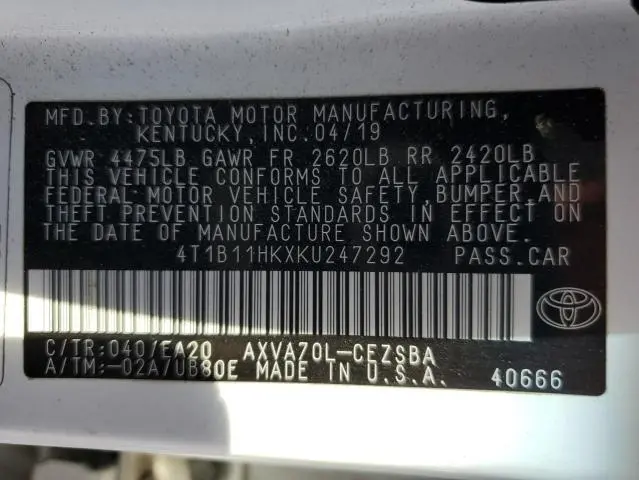 MFD.BY:TOYOTA MOTOR MANUFACTURING,
KENTUCKY,INC.04/19
GVWR 4475LB GAWR FR 2620LB RR 2420LB
THIS VEHICLE CONFORMS TO ALL APPLICABLE
FEDERAL MOTOR VEHICLE SAFETY,BUMPER,AND
THEFT PREVENTION STANDARDS IN EFFECT ON
THE DATE OF MANUFACTURE SHOWN ABOVE.
4T1B11HKXKU247292 PASS.CAR
C/TR:040/EA20 AXVA70L-CEZSBA
A/TM:-02A/UB80E MADE IN U.S.A. 40666